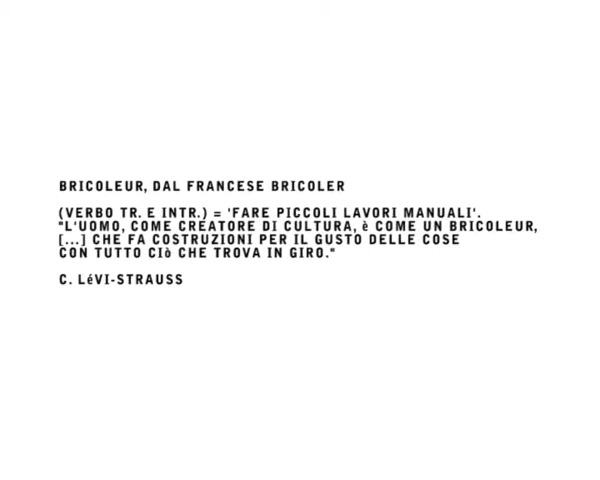 BRICOLEUR, DAL FRANCESE BRICOLER
(VERBO TR. E INTR.) = 'FARE PICCOLI LAVORI MANUALI'.
"L'UOMO, COME CREATORE DI CULTURA, è COME UN BRICOLEUR,
[...] CHE FA COSTRUZIONI PER IL GUSTO DELLE COSE
CON TUTTO CIò CHE TROVA IN GIRO."
C. LéVI-STRAUSS